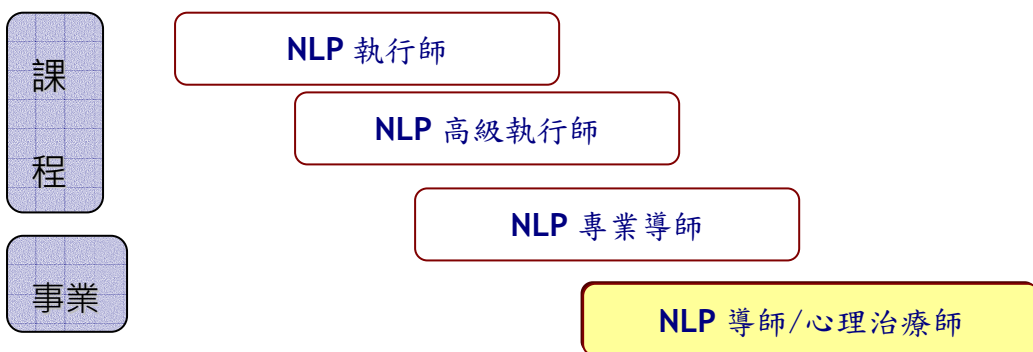 課
程
NLP 執行師
NLP 高級執行師
NLP 專業導師
事業
NLP 導師/心理治療師